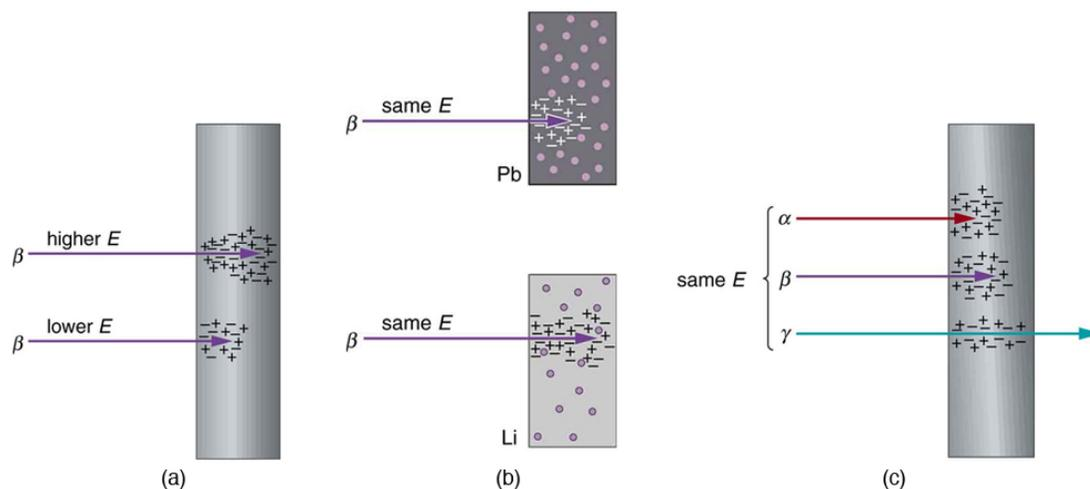 β higher E
β lower E
(a)
β same E
Pb
β same E
Li
(b)
same E
α
β
γ
(c)